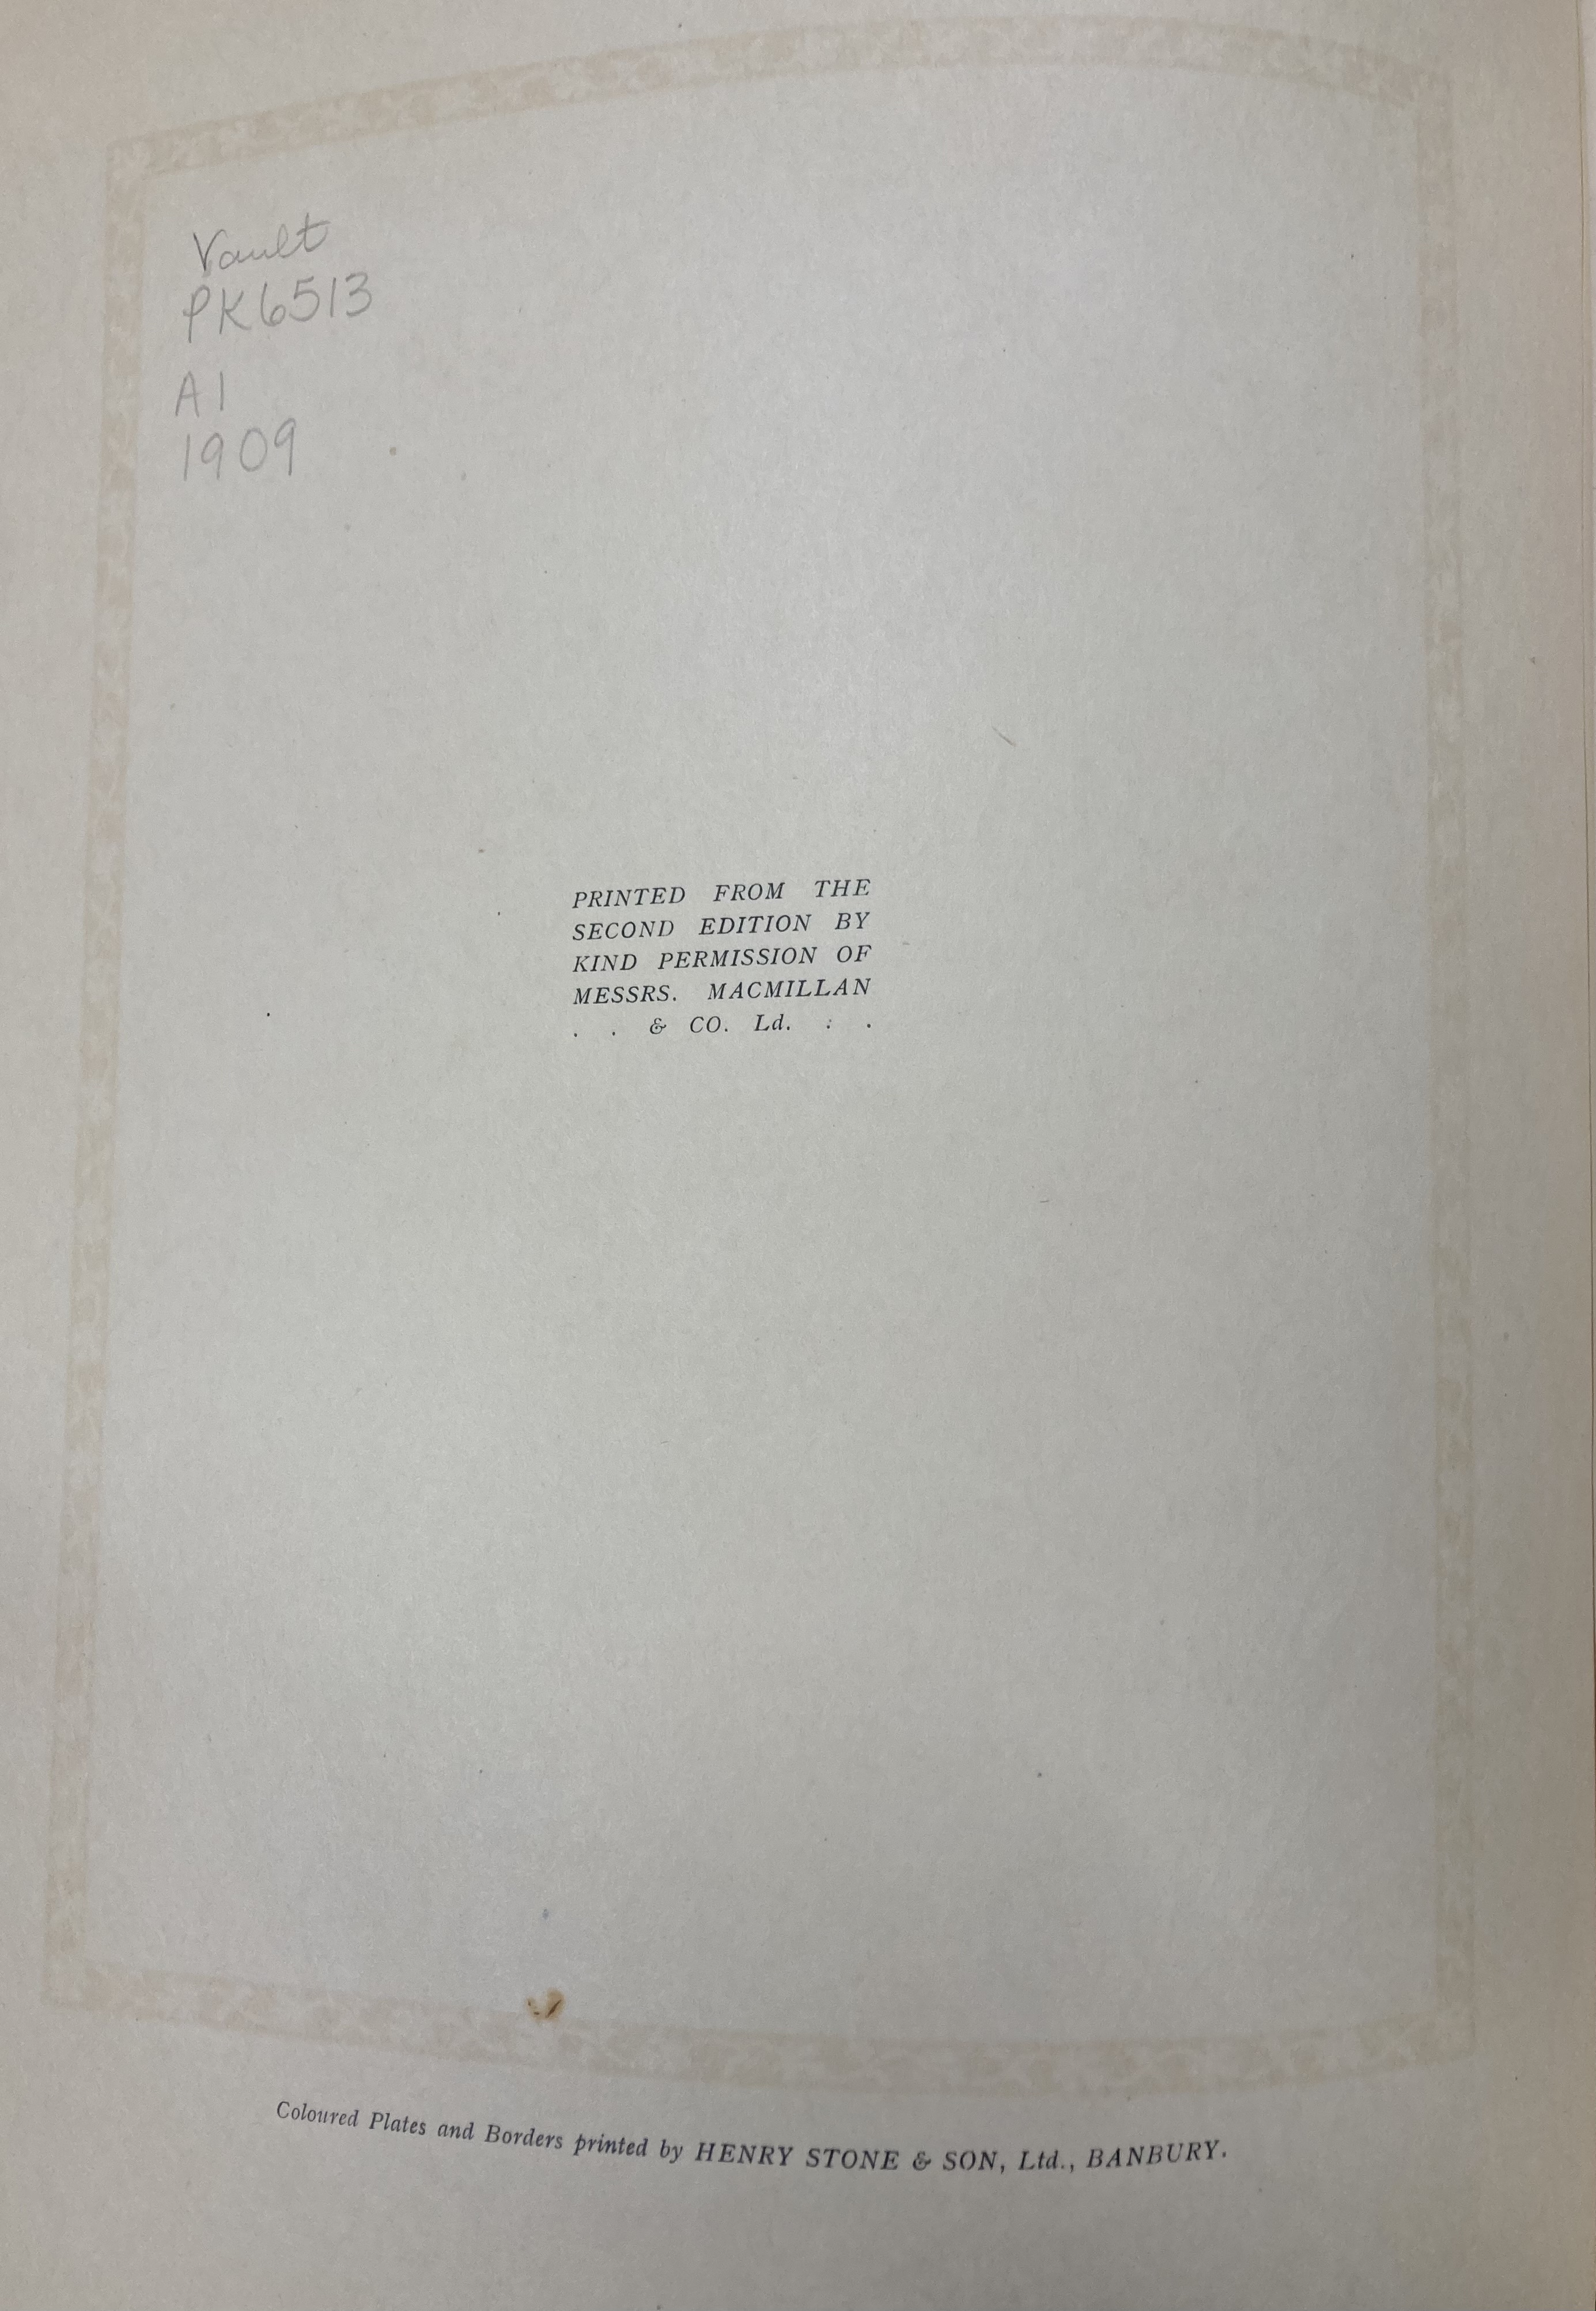 Vault
PK6513
A1
1909
PRINTED FROM THE
SECOND EDITION BY
KIND PERMISSION OF
MESSRS. MACMILLAN
. . & CO. Ld. : .
Coloured Plates and Borders printed by HENRY STONE & SON, Ltd., BANBURY.